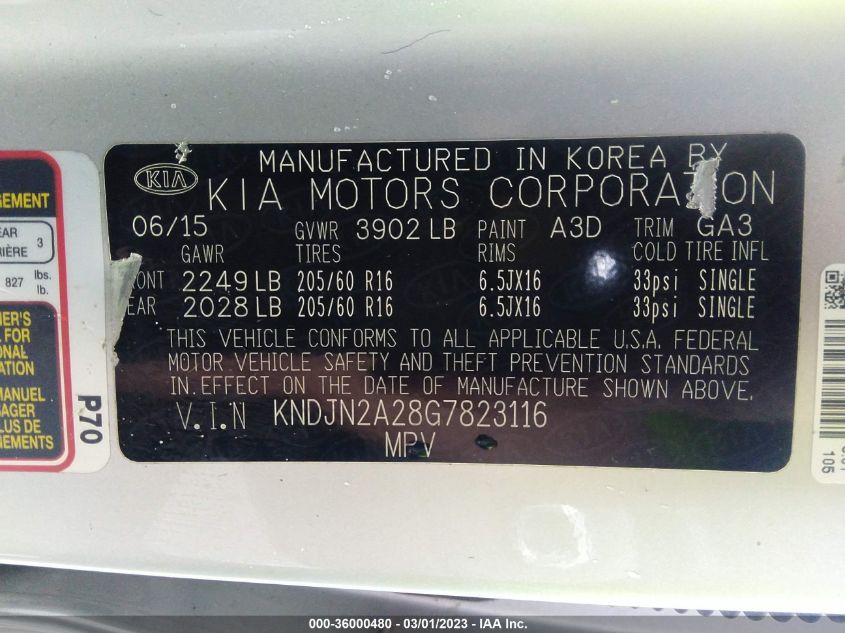 MANUFACTURED IN KOREA BY
KIA KIA MOTORS CORPORATION
06/15 GVWR 3902 LB PAINT A3D TRIM GA3
GAWR TIRES RIMS COLD TIRE INFL
2249 LB 205/60 R16 6.5JX16 33psi SINGLE
2028 LB 205/60 R16 6.5JX16 33psi SINGLE
THIS VEHICLE CONFORMS TO ALL APPLICABLE U.S.A. FEDERAL
MOTOR VEHICLE SAFETY AND THEFT PREVENTION STANDARDS
IN EFFECT ON THE DATE OF MANUFACTURE SHOWN ABOVE.
V.I.N KNDJN2A28G7823116
MPV
3
827 lbs.
lb.
FOR
MANUEL
DE
P70
105
000-36000480 - 03/01/2023 - IAA Inc.